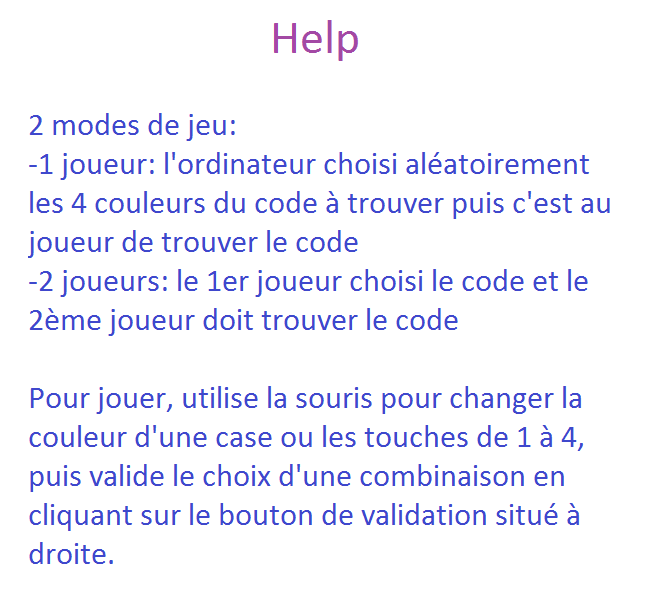 Help
2 modes de jeu:
-1 joueur: l'ordinateur choisi aléatoirement
les 4 couleurs du code à trouver puis c'est au
joueur de trouver le code
-2 joueurs: le 1er joueur choisi le code et le
2ème joueur doit trouver le code
Pour jouer, utilise la souris pour changer la
couleur d'une case ou les touches de 1 à 4,
puis valide le choix d'une combinaison en
cliquant sur le bouton de validation situé à
droite.